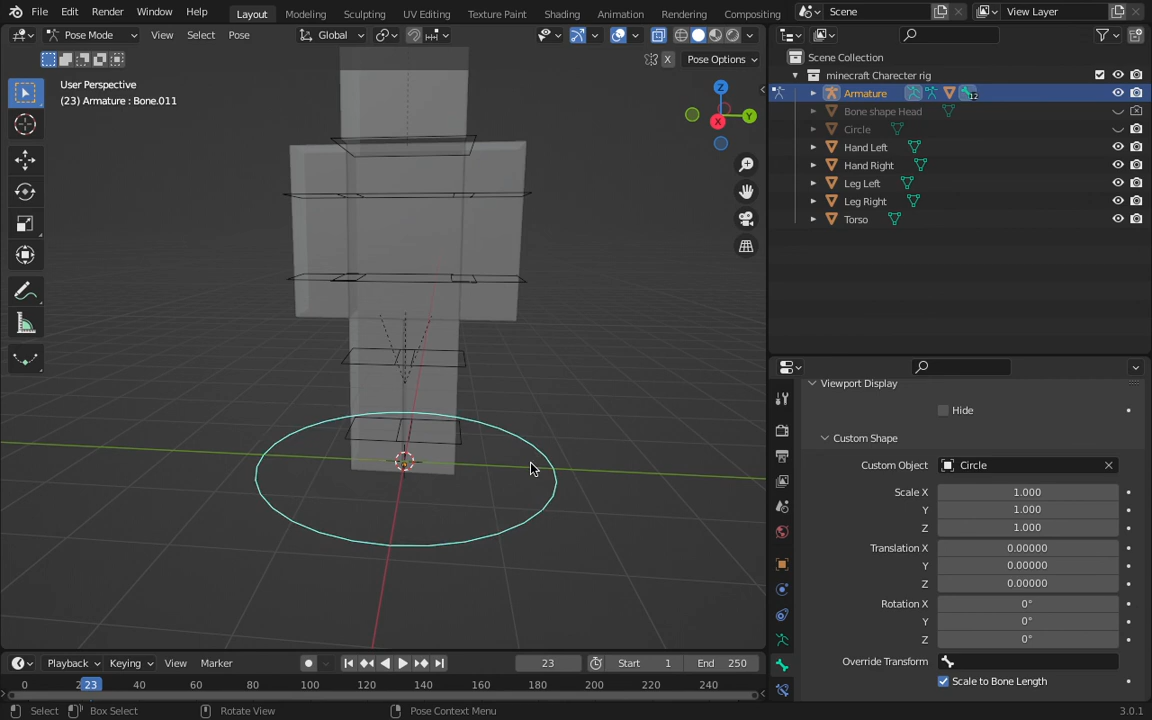 File Edit Render Window Help Layout Modeling Sculpting UV Editing Texture Paint Shading Animation Rendering Compositing Scene View Layer
Pose Mode View Select Pose Global
X Pose Options
User Perspective
(23) Armature : Bone.011
Scene Collection
minecraft Charecter rig
Armature 12
Bone shape Head
Circle
Hand Left
Hand Right
Leg Left
Leg Right
Torso
X Y Z
Viewport Display
Hide
Custom Shape
Custom Object Circle
Scale X 1.000
Y 1.000
Z 1.000
Translation X 0.00000
Y 0.00000
Z 0.00000
Rotation X 0°
Y 0°
Z 0°
Override Transform
Scale to Bone Length
Playback Keying View Marker 23 Start 1 End 250
0 23 40 60 80 100 120 140 160 180 200 220 240
Select Box Select Rotate View Pose Context Menu 3.0.1